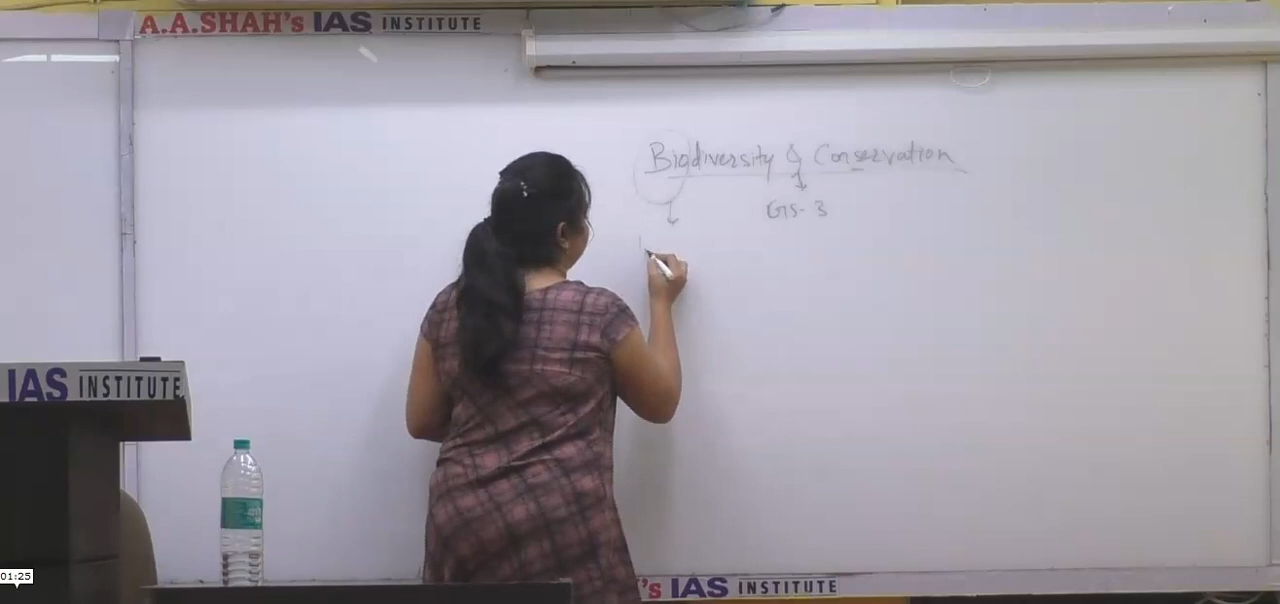 A.A.SHAH's IAS INSTITUTE
Biodiversity & Conservation
GS-3
IAS INSTITUTE
's IAS INSTITUTE
01:25